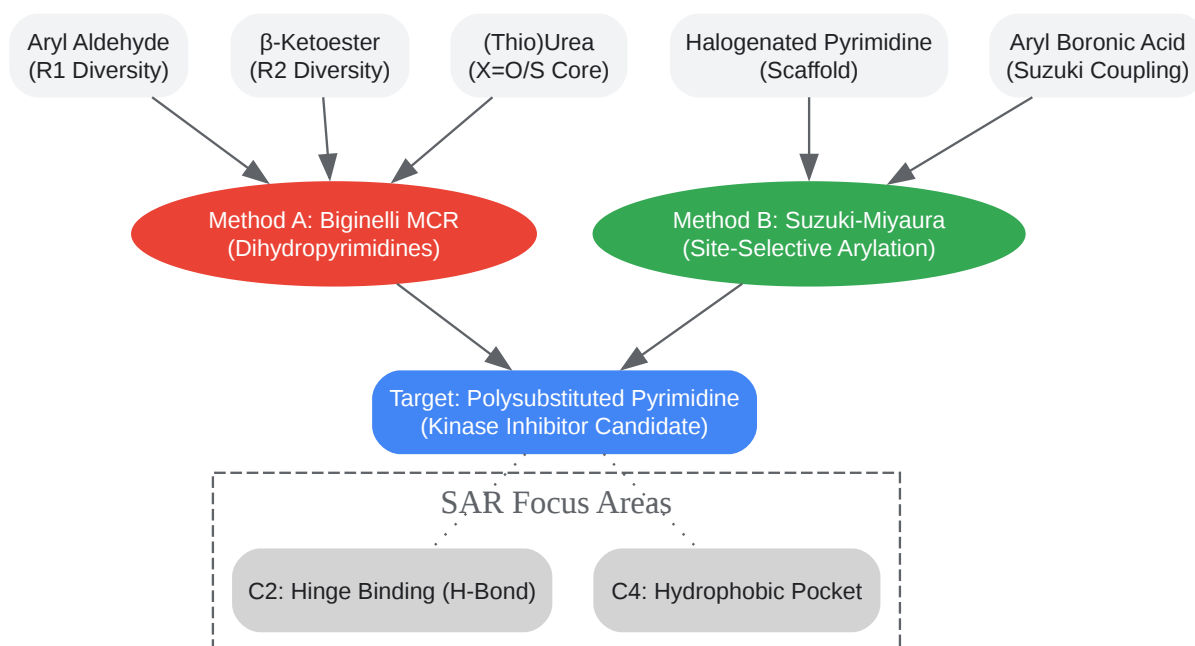 Aryl Aldehyde
(R1 Diversity)
β-Ketoester
(R2 Diversity)
(Thio)Urea
(X=O/S Core)
Halogenated Pyrimidine
(Scaffold)
Aryl Boronic Acid
(Suzuki Coupling)
Method A: Biginelli MCR
(Dihydropyrimidines)
Method B: Suzuki-Miyaura
(Site-Selective Arylation)
Target: Polysubstituted Pyrimidine
(Kinase Inhibitor Candidate)
SAR Focus Areas
C2: Hinge Binding (H-Bond)
C4: Hydrophobic Pocket